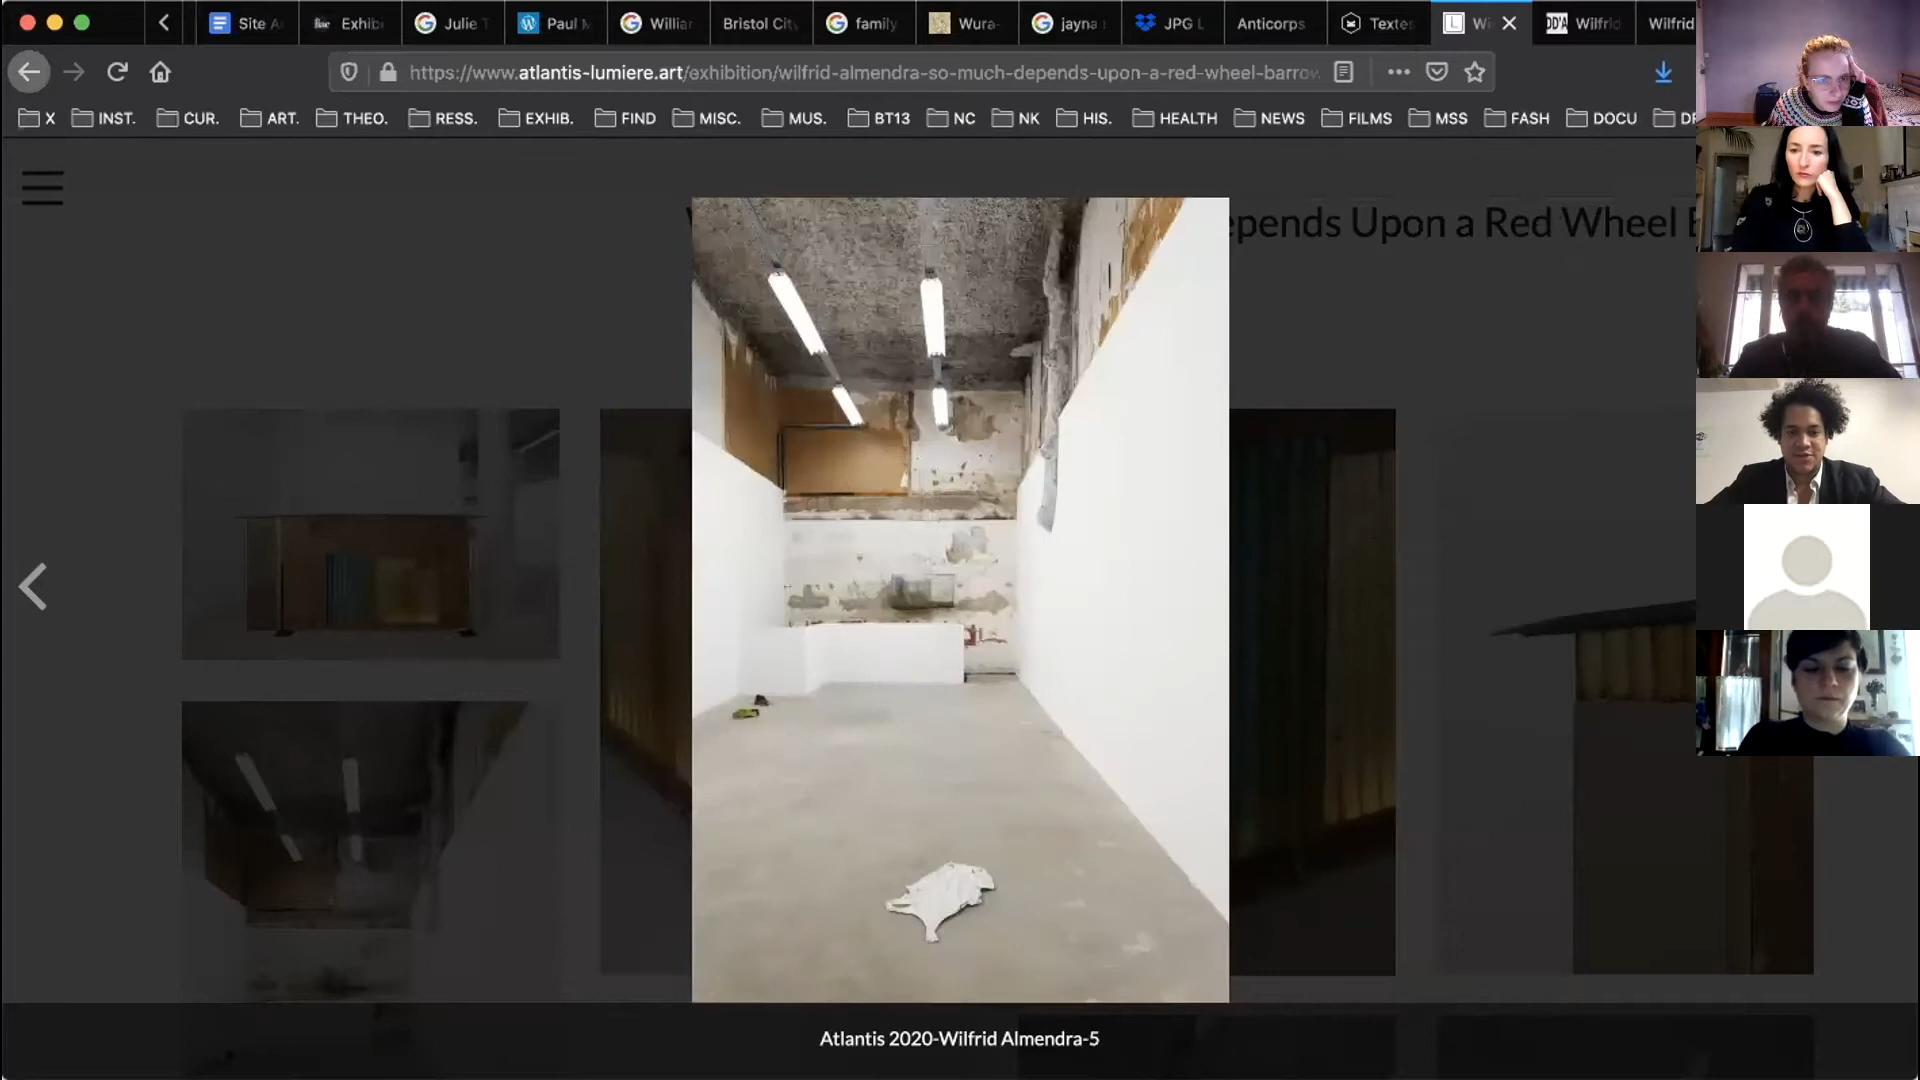 Site A
Exhibi
Julie T
Paul M
Willian
Bristol City
family
Wura-
jayna
JPG L
Anticorps
Textes
Wi
DD'A
Wilfrid
Wilfrid
https://www.atlantis-lumiere.art/exhibition/wilfrid-almendra-so-much-depends-upon-a-red-wheel-barrow
X INST. CUR. ART. THEO. RESS. EXHIB. FIND MISC. MUS. BT13 NC NK HIS. HEALTH NEWS FILMS MSS FASH DOCU
epends Upon a Red Wheel
Atlantis 2020-Wilfrid Almendra-5